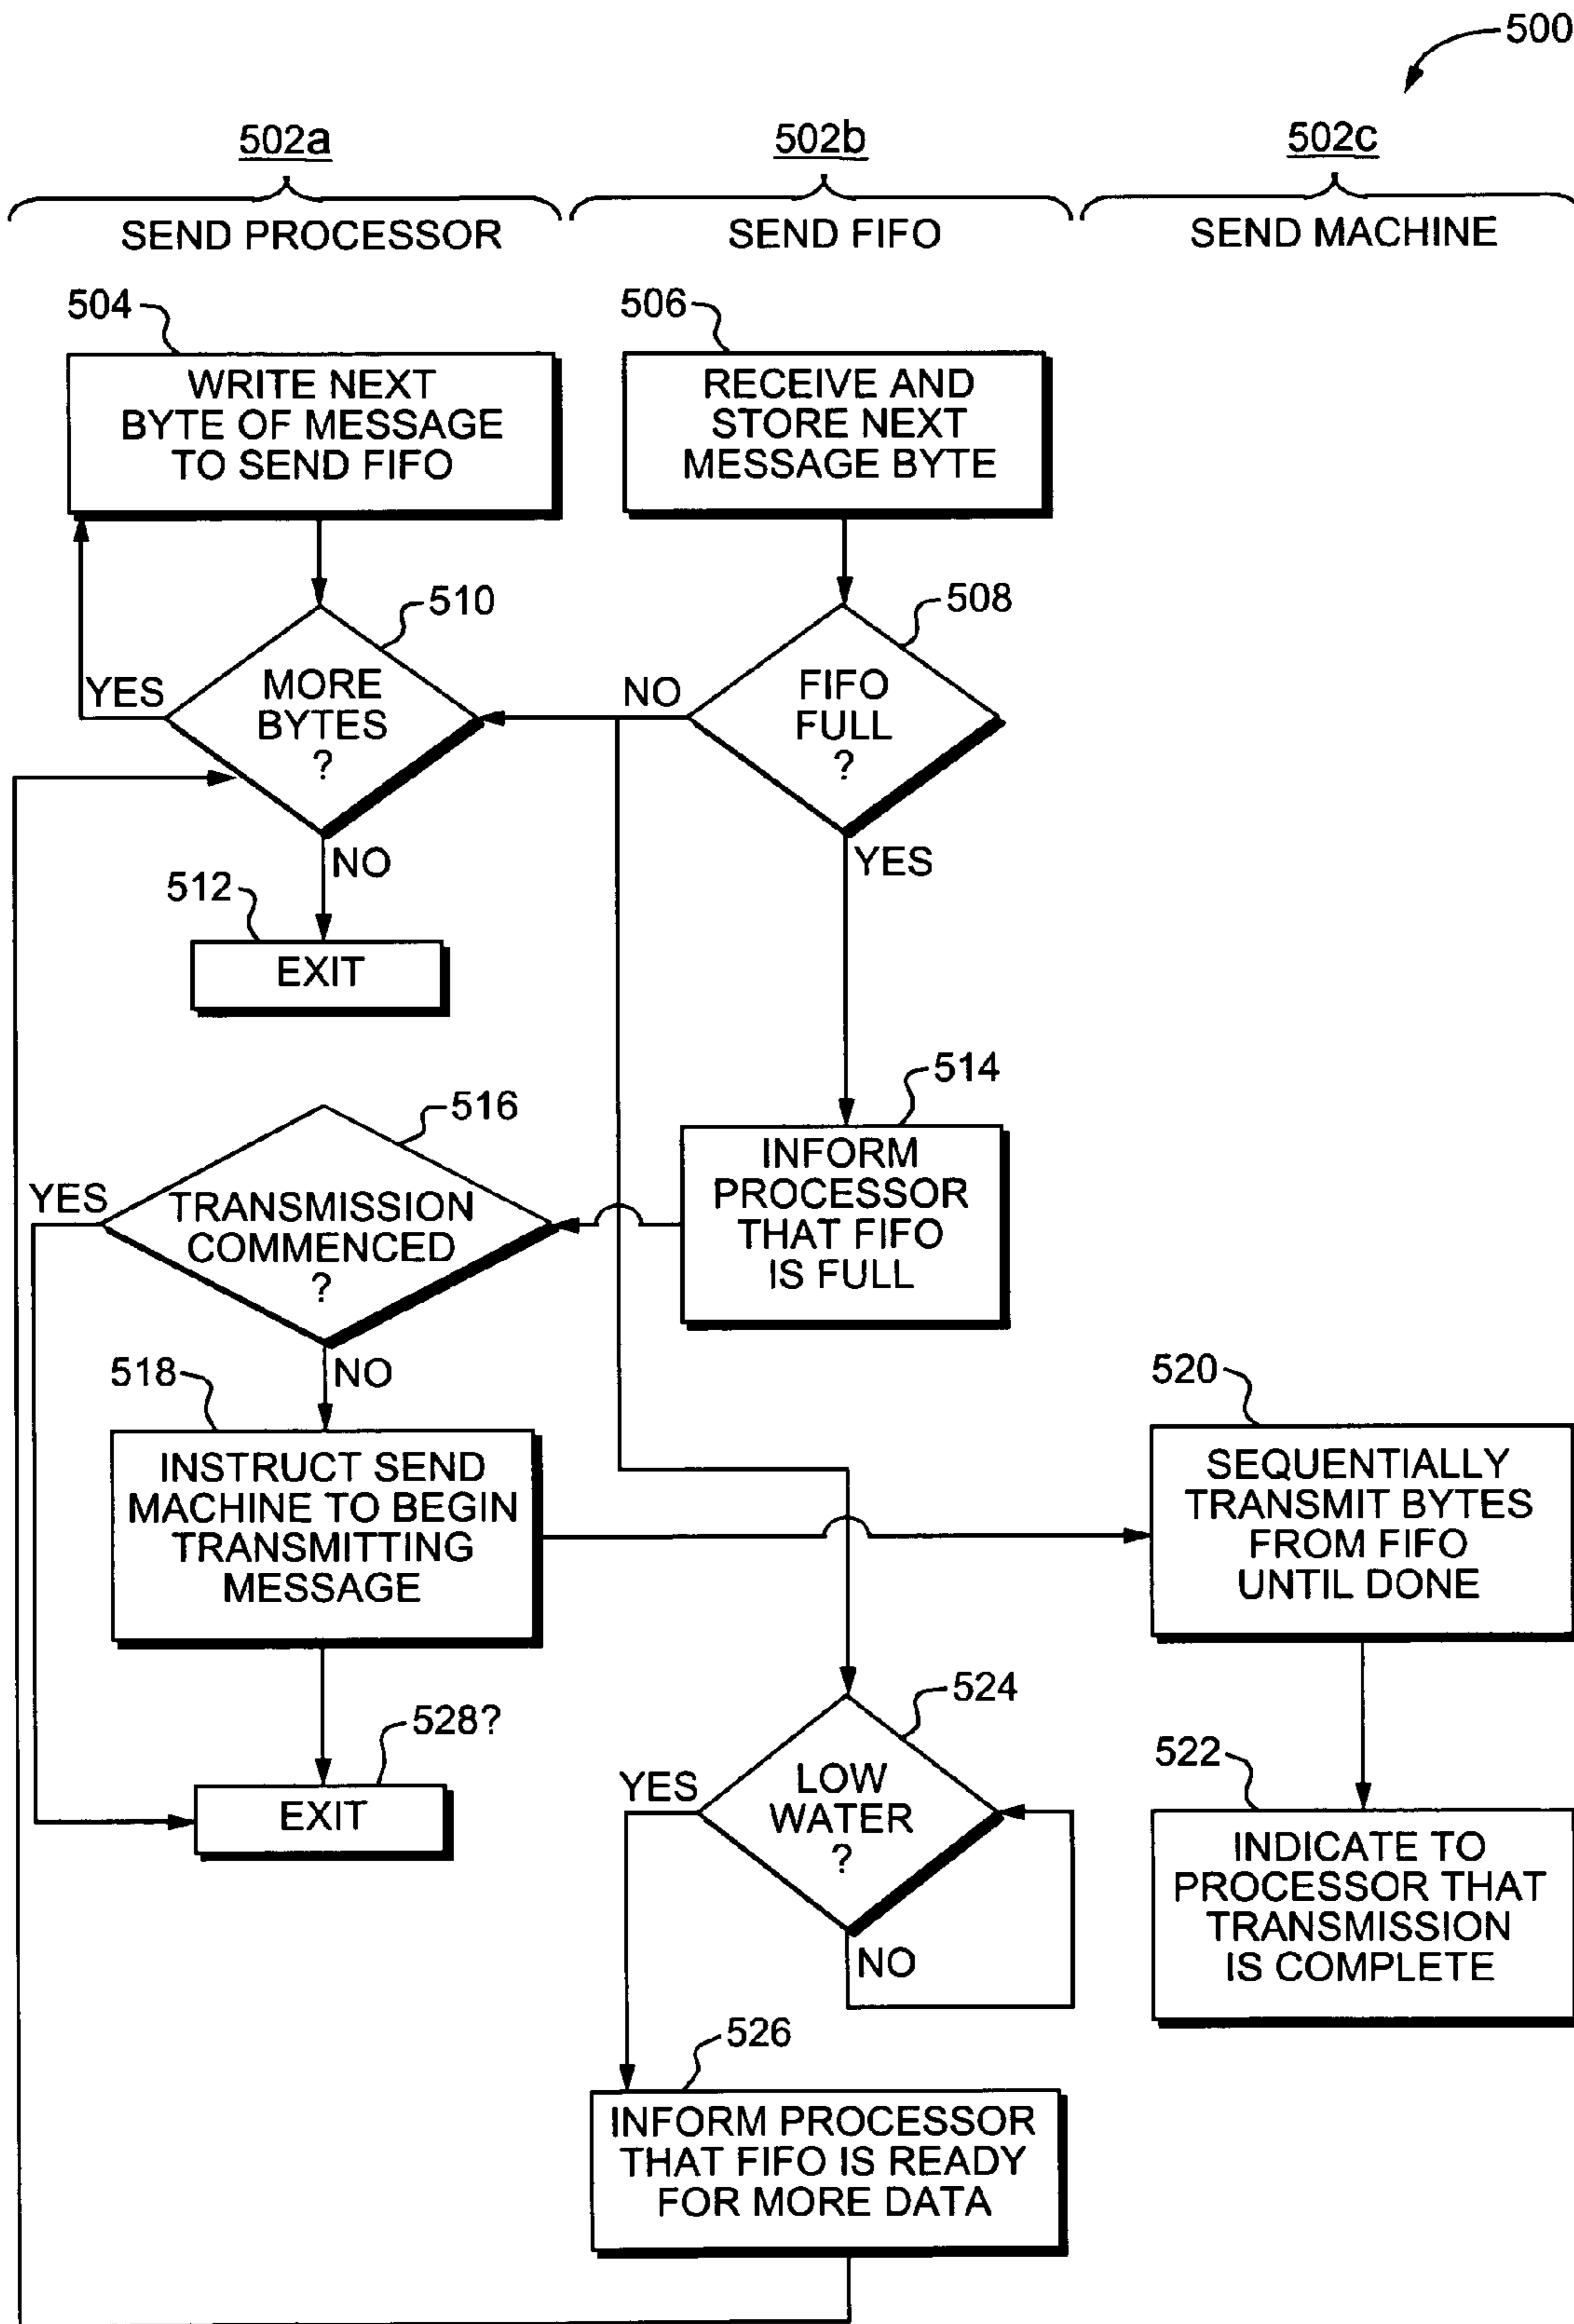 500
502a
502b
502c
SEND PROCESSOR
SEND FIFO
SEND MACHINE
504
WRITE NEXT
BYTE OF MESSAGE
TO SEND FIFO
506
RECEIVE AND
STORE NEXT
MESSAGE BYTE
510
MORE
BYTES
?
YES
NO
508
FIFO
FULL
?
NO
YES
512
EXIT
514
INFORM
PROCESSOR
THAT FIFO
IS FULL
516
TRANSMISSION
COMMENCED
?
YES
NO
518
INSTRUCT SEND
MACHINE TO BEGIN
TRANSMITTING
MESSAGE
520
SEQUENTIALLY
TRANSMIT BYTES
FROM FIFO
UNTIL DONE
528?
EXIT
524
LOW
WATER
?
YES
NO
522
INDICATE TO
PROCESSOR THAT
TRANSMISSION
IS COMPLETE
526
INFORM PROCESSOR
THAT FIFO IS READY
FOR MORE DATA